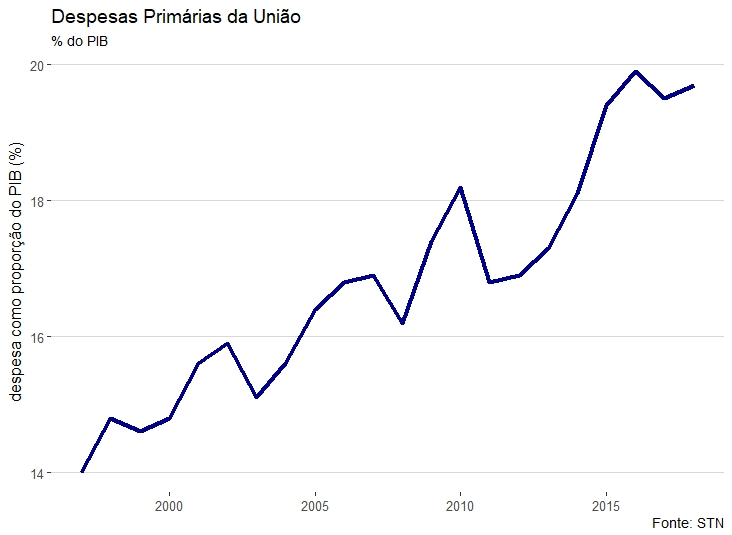 Despesas Primárias da União
% do PIB
despesa como proporção do PIB (%)
20
18
16
14
2000
2005
2010
2015
Fonte: STN